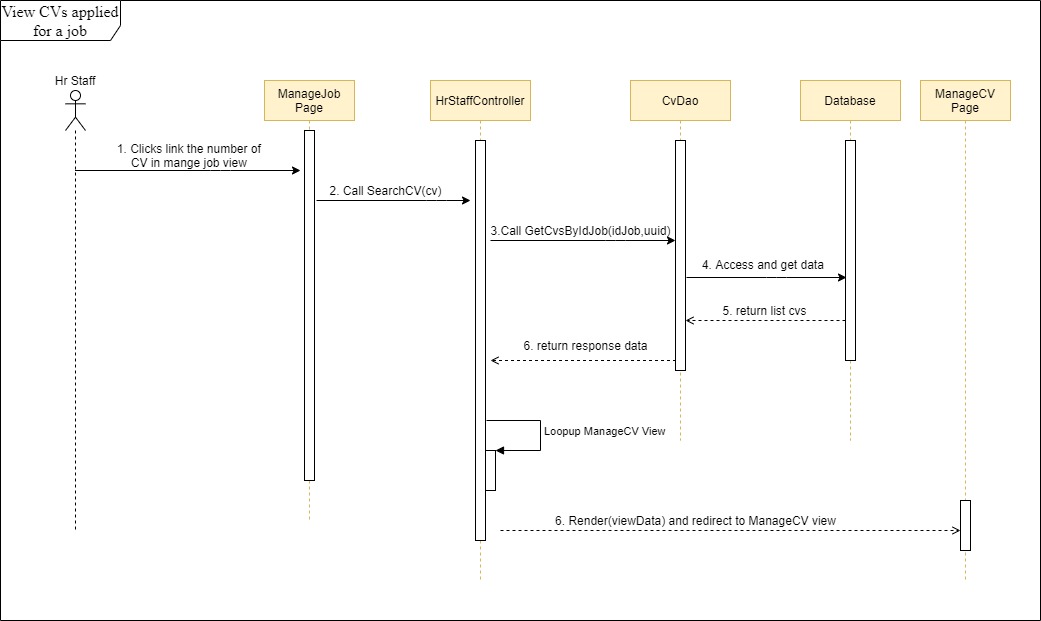 View CVs applied
for a job
Hr Staff
ManageJob
Page
HrStaffController
CvDao
Database
ManageCV
Page
1. Clicks link the number of
CV in mange job view
2. Call SearchCV(cv)
3.Call GetCvsByIdJob(idJob,uuid)
4. Access and get data
5. return list cvs
6. return response data
Loopup ManageCV View
6. Render(viewData) and redirect to ManageCV view